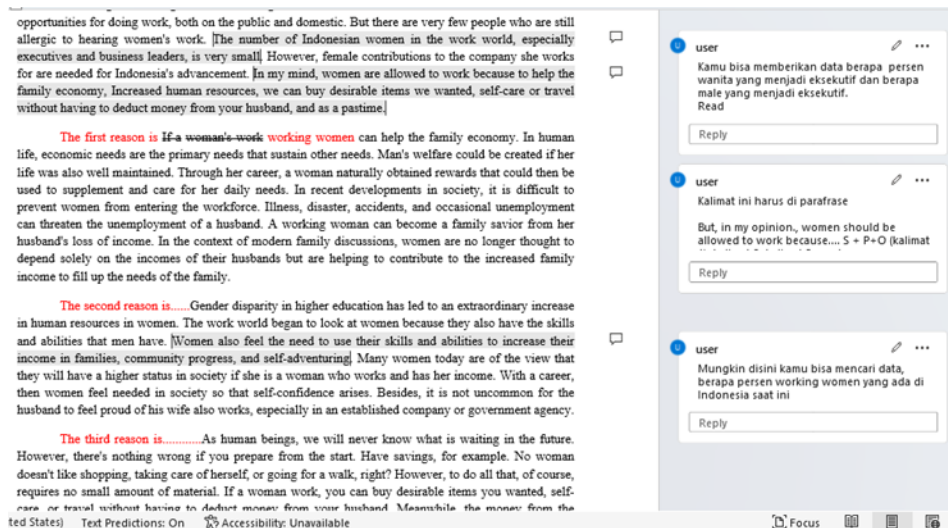 opportunities for doing work, both on the public and domestic. But there are very few people who are still
allergic to hearing women's work. The number of Indonesian women in the work world, especially
executives and business leaders, is very small. However, female contributions to the company she works
for are needed for Indonesia's advancement. In my mind, women are allowed to work because to help the
family economy, Increased human resources, we can buy desirable items we wanted, self-care or travel
without having to deduct money from your husband, and as a pastime.
The first reason is If a woman's work working women can help the family economy. In human
life, economic needs are the primary needs that sustain other needs. Man's welfare could be created if her
life was also well maintained. Through her career, a woman naturally obtained rewards that could then be
used to supplement and care for her daily needs. In recent developments in society, it is difficult to
prevent women from entering the workforce. Illness, disaster, accidents, and occasional unemployment
can threaten the unemployment of a husband. A working woman can become a family savior from her
husband's loss of income. In the context of modern family discussions, women are no longer thought to
depend solely on the incomes of their husbands but are helping to contribute to the increased family
income to fill up the needs of the family.
The second reason is......Gender disparity in higher education has led to an extraordinary increase
in human resources in women. The work world began to look at women because they also have the skills
and abilities that men have. Women also feel the need to use their skills and abilities to increase their
income in families, community progress, and self-adventuring. Many women today are of the view that
they will have a higher status in society if she is a woman who works and has her income. With a career,
then women feel needed in society so that self-confidence arises. Besides, it is not uncommon for the
husband to feel proud of his wife also works, especially in an established company or government agency.
The third reason is............As human beings, we will never know what is waiting in the future.
However, there's nothing wrong if you prepare from the start. Have savings, for example. No woman
doesn't like shopping, taking care of herself, or going for a walk, right? However, to do all that, of course,
requires no small amount of material. If a woman work, you can buy desirable items you wanted, self-
care, or travel without having to deduct money from your husband. Meanwhile, the money from the
user
Kamu bisa memberikan data berapa persen
wanita yang menjadi eksekutif dan berapa
male yang menjadi eksekutif.
Read
Reply
user
Kalimat ini harus di parafrase
But, in my opinion., women should be
allowed to work because.... S + P+O (kalimat
Reply
user
Mungkin disini kamu bisa mencari data,
berapa persen working women yang ada di
Indonesia saat ini
Reply
ted States) Text Predictions: On Accessibility: Unavailable Focus